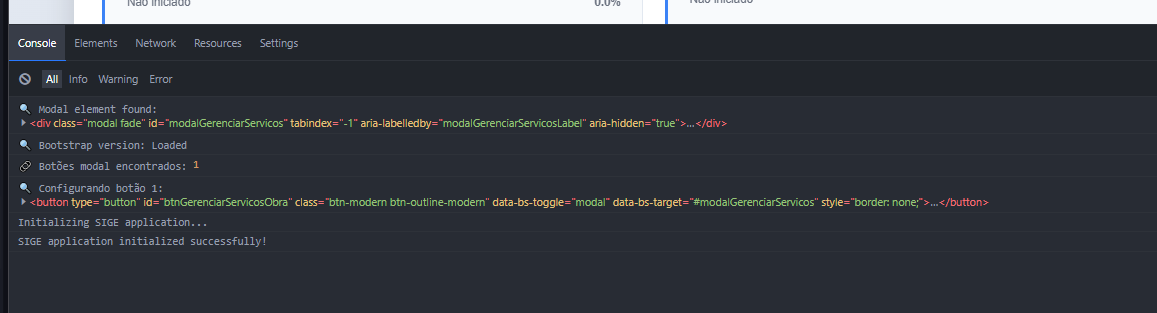 Não iniciado 0.0% Não iniciado
Console Elements Network Resources Settings
All Info Warning Error
Modal element found:
<div class="modal fade" id="modalGerenciarServicos" tabindex="-1" aria-labelledby="modalGerenciarServicosLabel" aria-hidden="true">…</div>
Bootstrap version: Loaded
Botões modal encontrados: 1
Configurando botão 1:
<button type="button" id="btnGerenciarServicosObra" class="btn-modern btn-outline-modern" data-bs-toggle="modal" data-bs-target="#modalGerenciarServicos" style="border: none;">…</button>
Initializing SIGE application...
SIGE application initialized successfully!